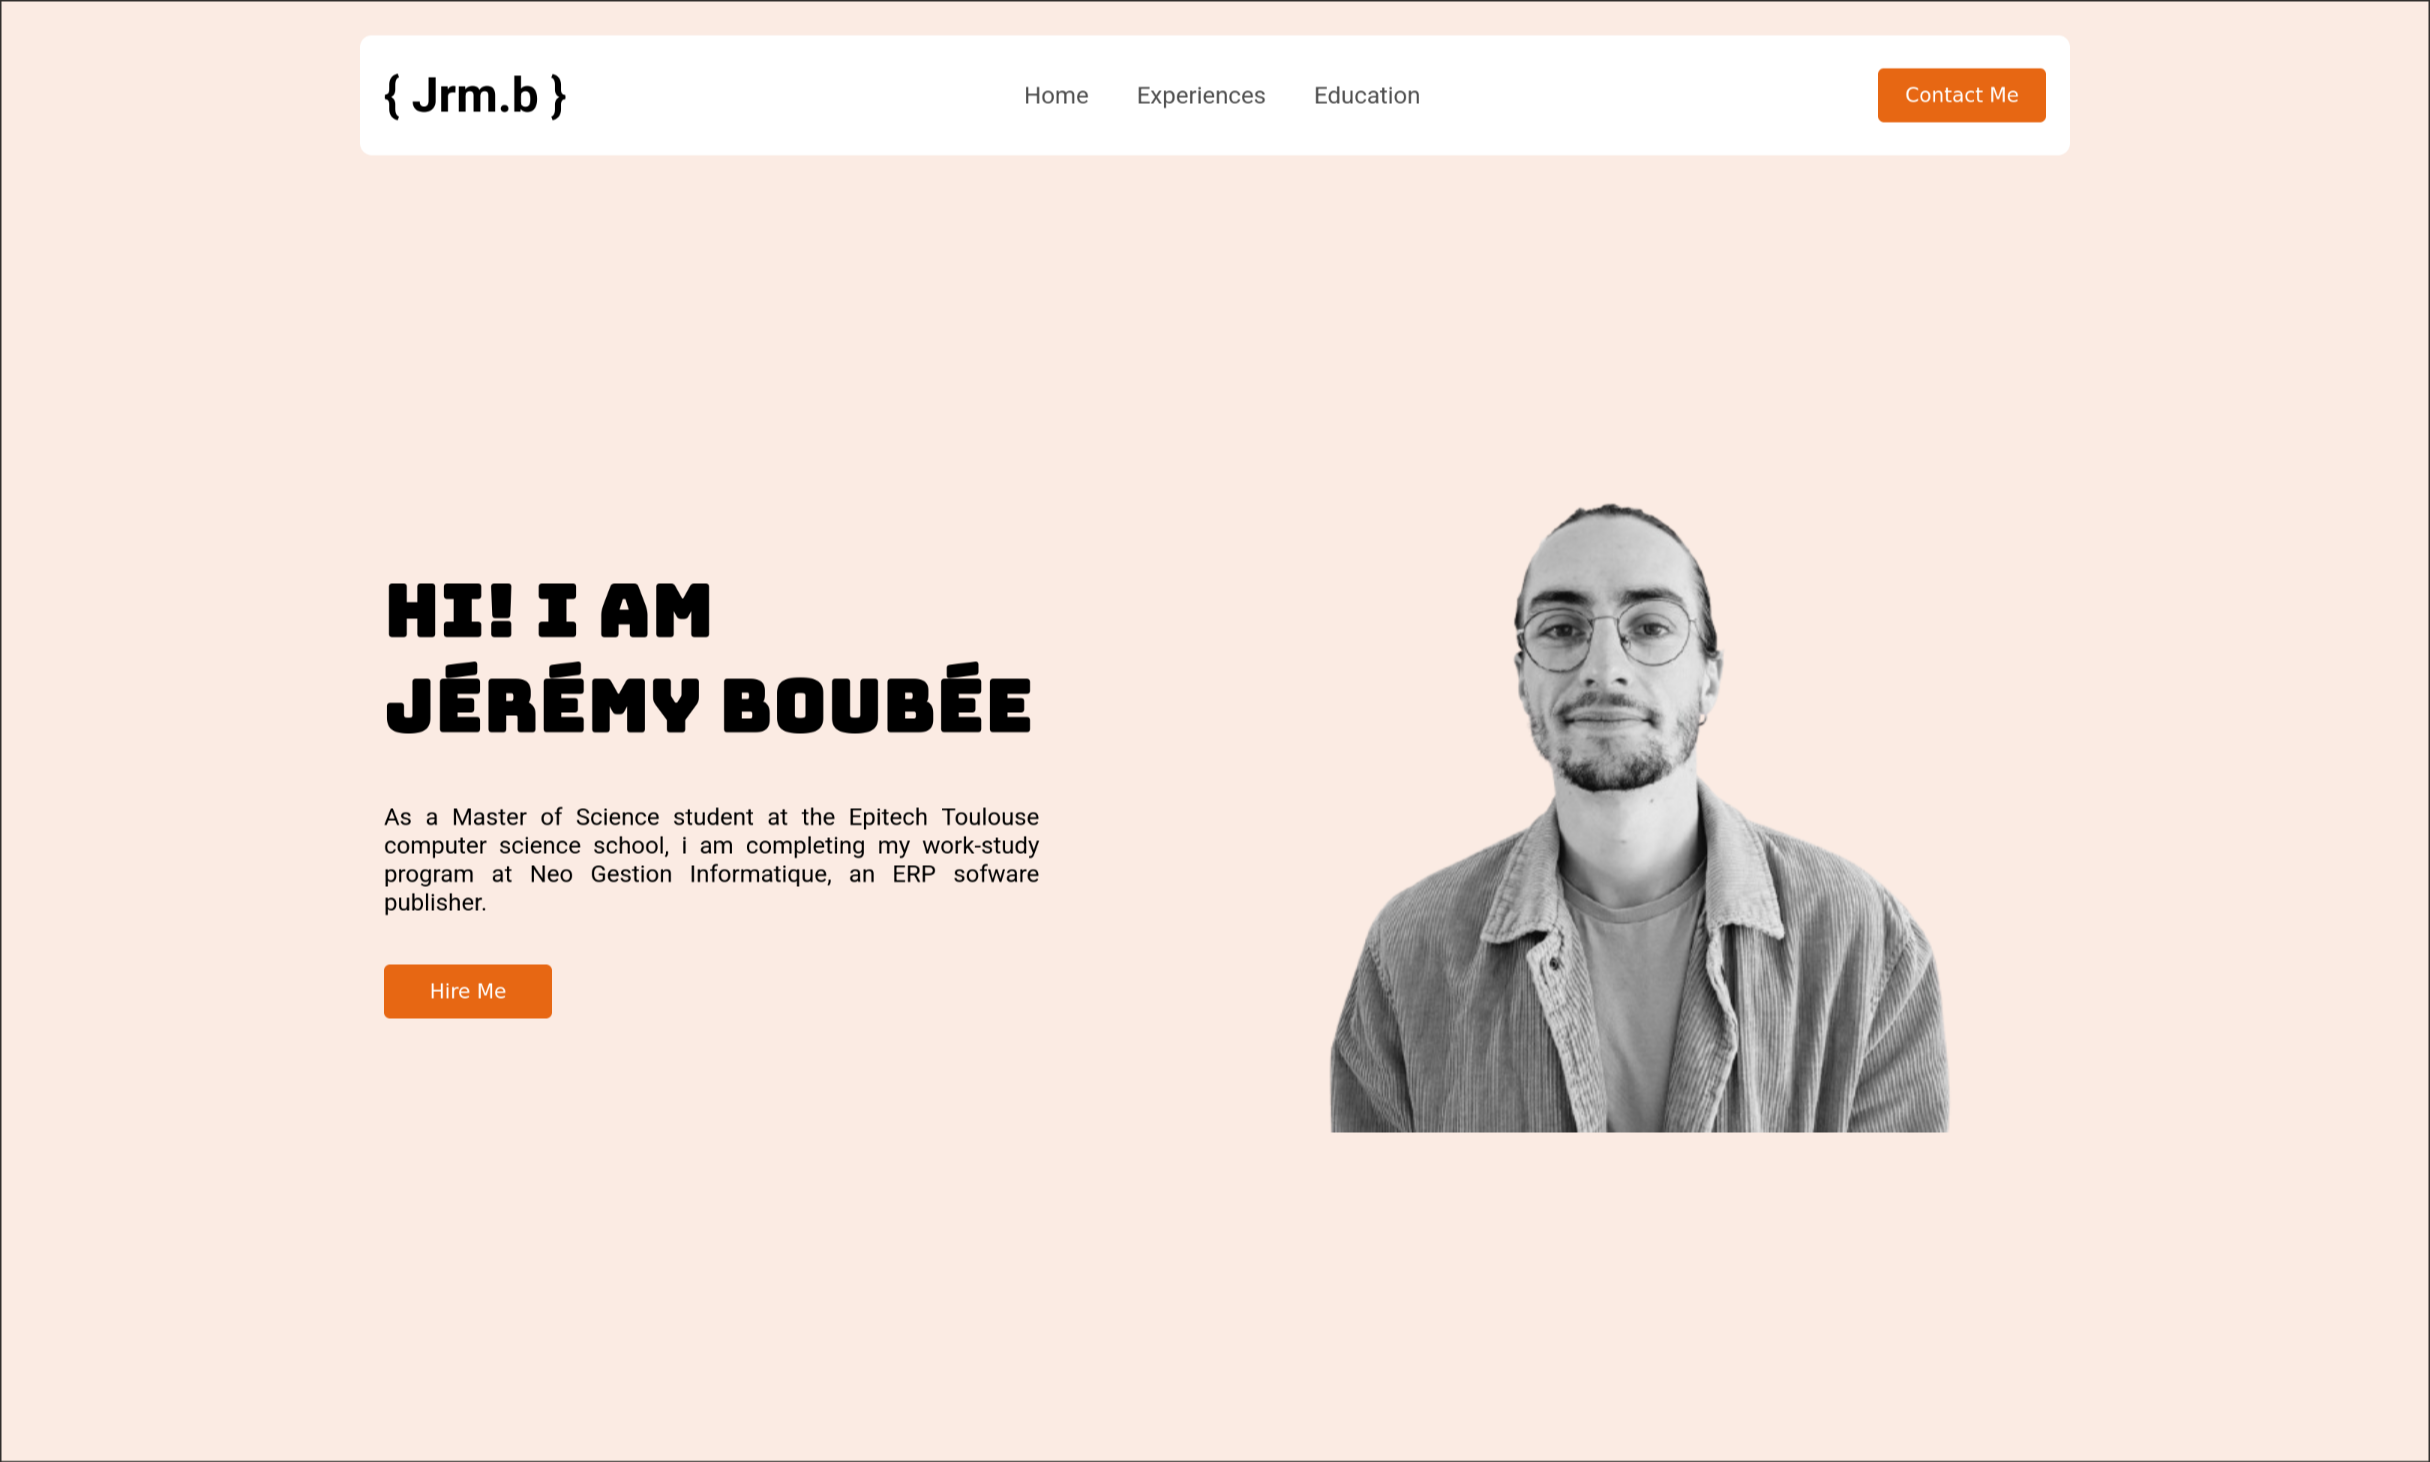 { Jrm.b }
Home Experiences Education
Contact Me
HI! I AM
JÉRÉMY BOUBÉE
As a Master of Science student at the Epitech Toulouse
computer science school, i am completing my work-study
program at Neo Gestion Informatique, an ERP sofware
publisher.
Hire Me